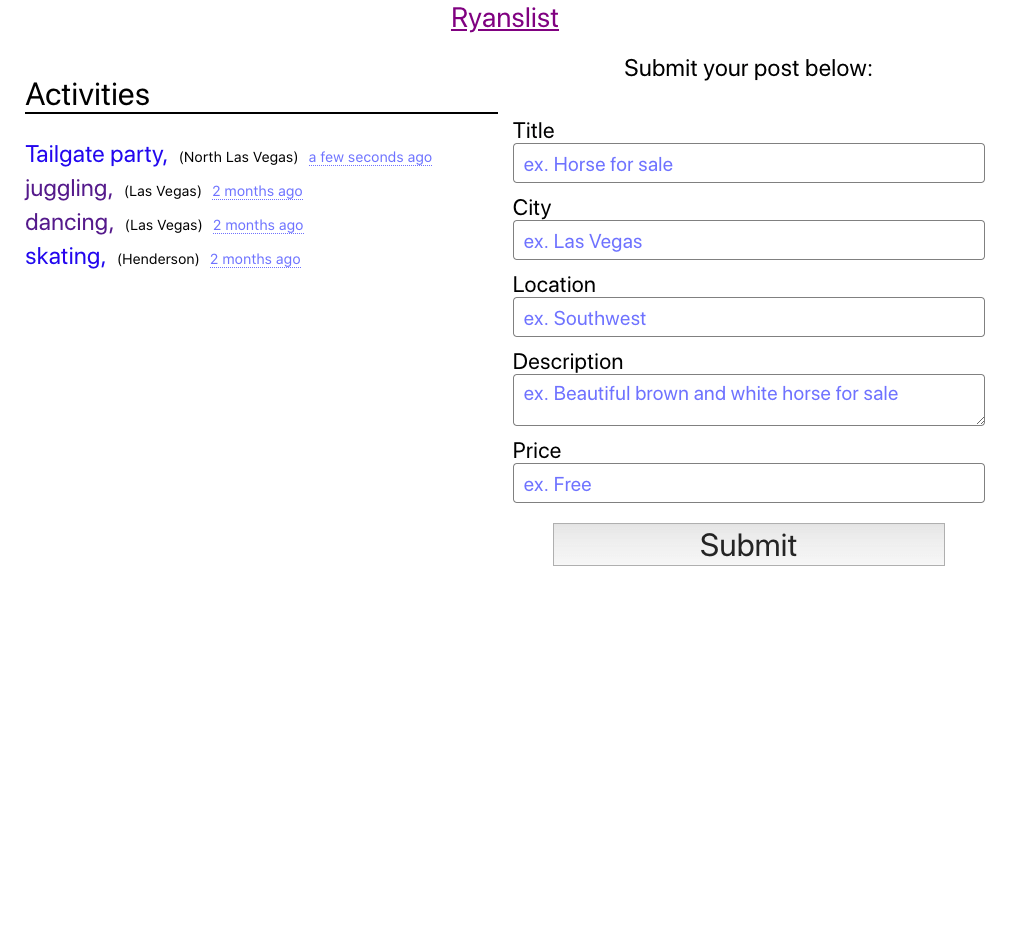 Ryanslist
Activities
Tailgate party, (North Las Vegas) a few seconds ago
juggling, (Las Vegas) 2 months ago
dancing, (Las Vegas) 2 months ago
skating, (Henderson) 2 months ago
Submit your post below:
Title
ex. Horse for sale
City
ex. Las Vegas
Location
ex. Southwest
Description
ex. Beautiful brown and white horse for sale
Price
ex. Free
Submit